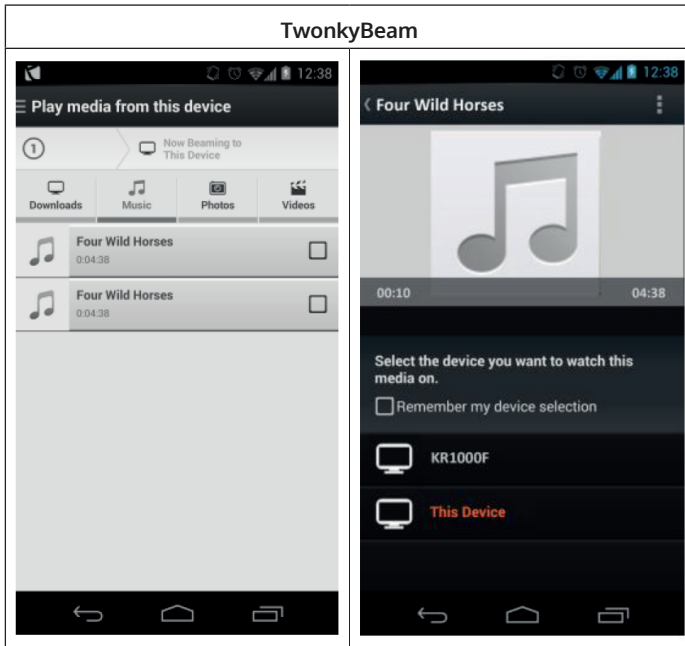 TwonkyBeam
12:38
Play media from this device
1
Now Beaming to
This Device
Downloads
Music
Photos
Videos
Four Wild Horses
0:04:38
Four Wild Horses
0:04:38
12:38
Four Wild Horses
00:10
04:38
Select the device you want to watch this
media on.
Remember my device selection
KR1000F
This Device